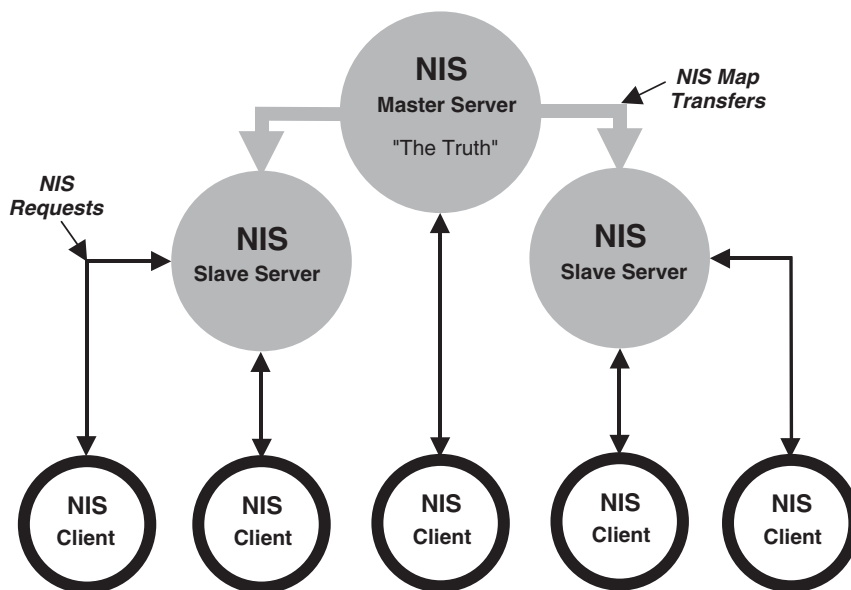 NIS
Master Server
"The Truth"
NIS Map
Transfers
NIS
Requests
NIS
Slave Server
NIS
Slave Server
NIS
Client
NIS
Client
NIS
Client
NIS
Client
NIS
Client